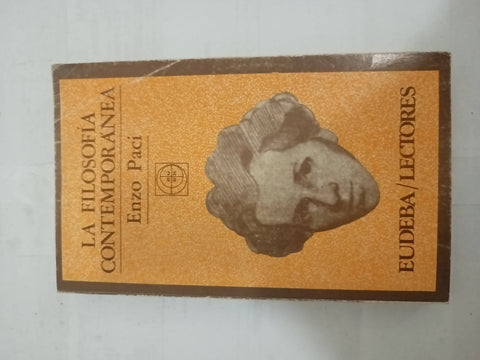 LA FILOSOFÍA
CONTEMPORÁNEA
Enzo Paci
EUDEBA/LECTORES